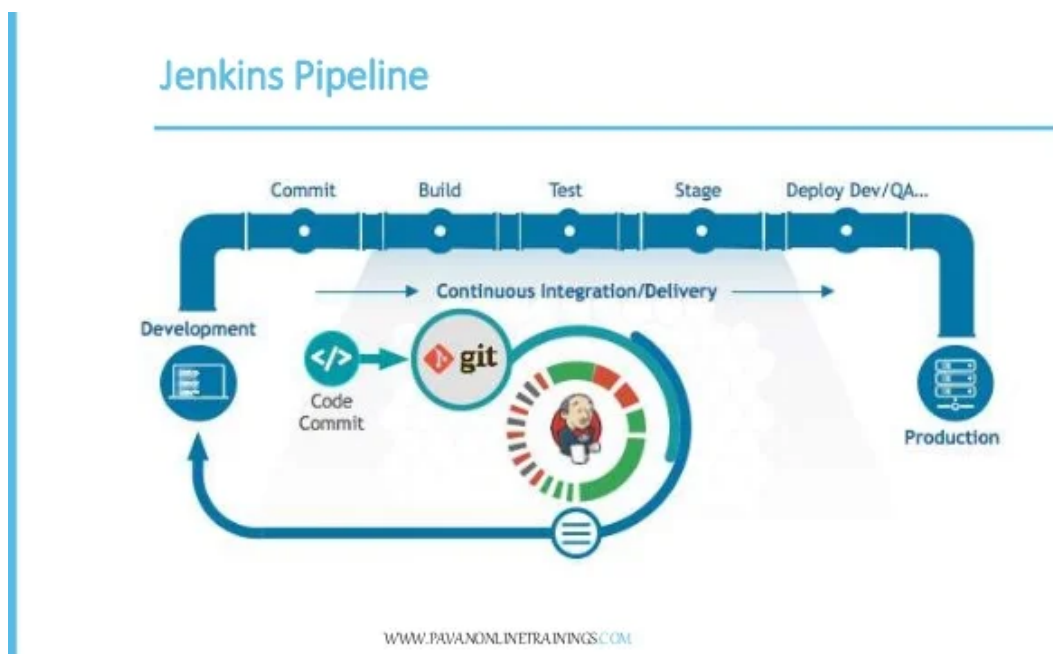 Jenkins Pipeline
Commit Build Test Stage Deploy Dev/QA...
Continuous Integration/Delivery
Development
</> git
Code
Commit
Production
WWW.PAVANONLINETRAININGS.COM